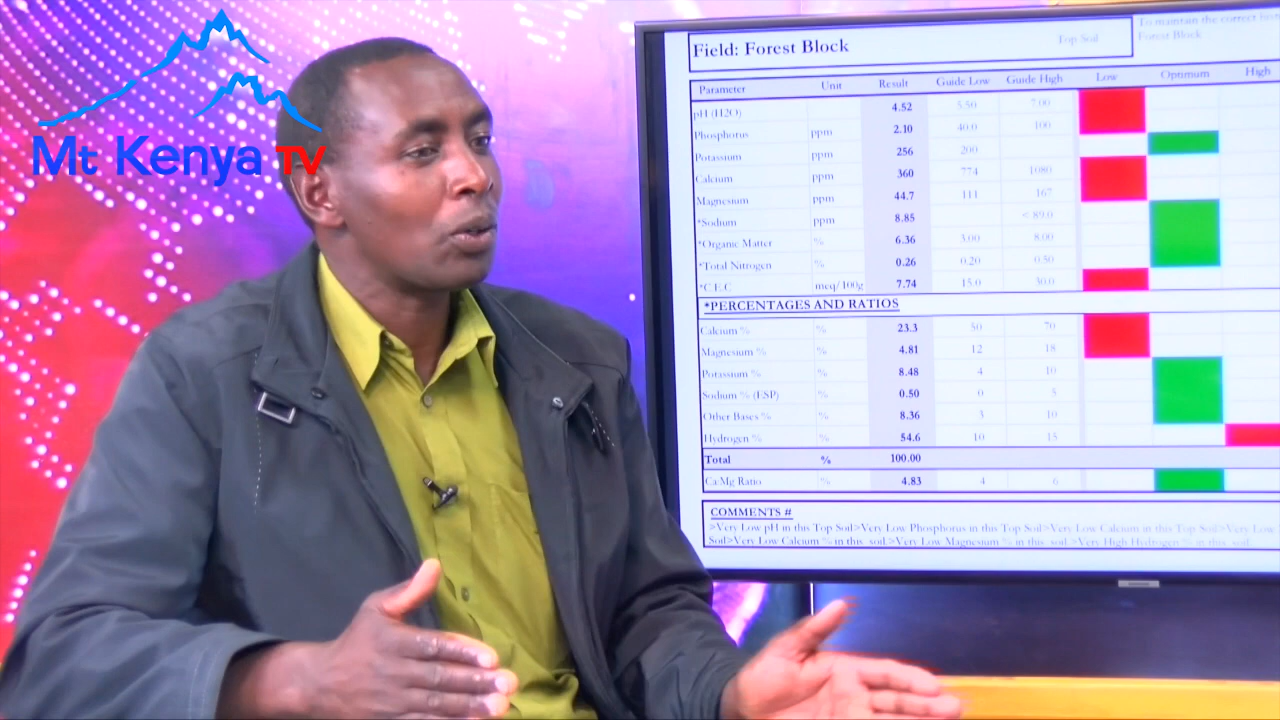 Mt Kenya TV
Field: Forest Block
Top Soil
To maintain the correct
Forest Block
Parameter Unit Result Guide Low Guide High Low Optimum High
pH (H2O) 4.52 5.50 7.00
Phosphorus ppm 2.10 40.0 100
Potassium ppm 256 200
Calcium ppm 360 774 1080
Magnesium ppm 44.7 111 167
*Sodium ppm 8.85 < 89.0
*Organic Matter % 6.36 3.00 8.00
*Total Nitrogen % 0.26 0.20 0.50
*C.E.C meq/100g 7.74 15.0 30.0
*PERCENTAGES AND RATIOS
Calcium % % 23.3 50 70
Magnesium % % 4.81 12 18
Potassium % % 8.48 4 10
Sodium % (ESP) % 0.50 0 5
Other Bases % % 8.36 3 10
Hydrogen % % 54.6 10 15
Total % 100.00
Ca:Mg Ratio 4.83 4 6
COMMENTS #
>Very Low pH in this Top Soil>Very Low Phosphorus in this Top Soil>Very Low Calcium in this Top Soil>Very Low
Soil>Very Low Calcium % in this soil.>Very Low Magnesium % in this soil.>Very High Hydrogen % in this soil.